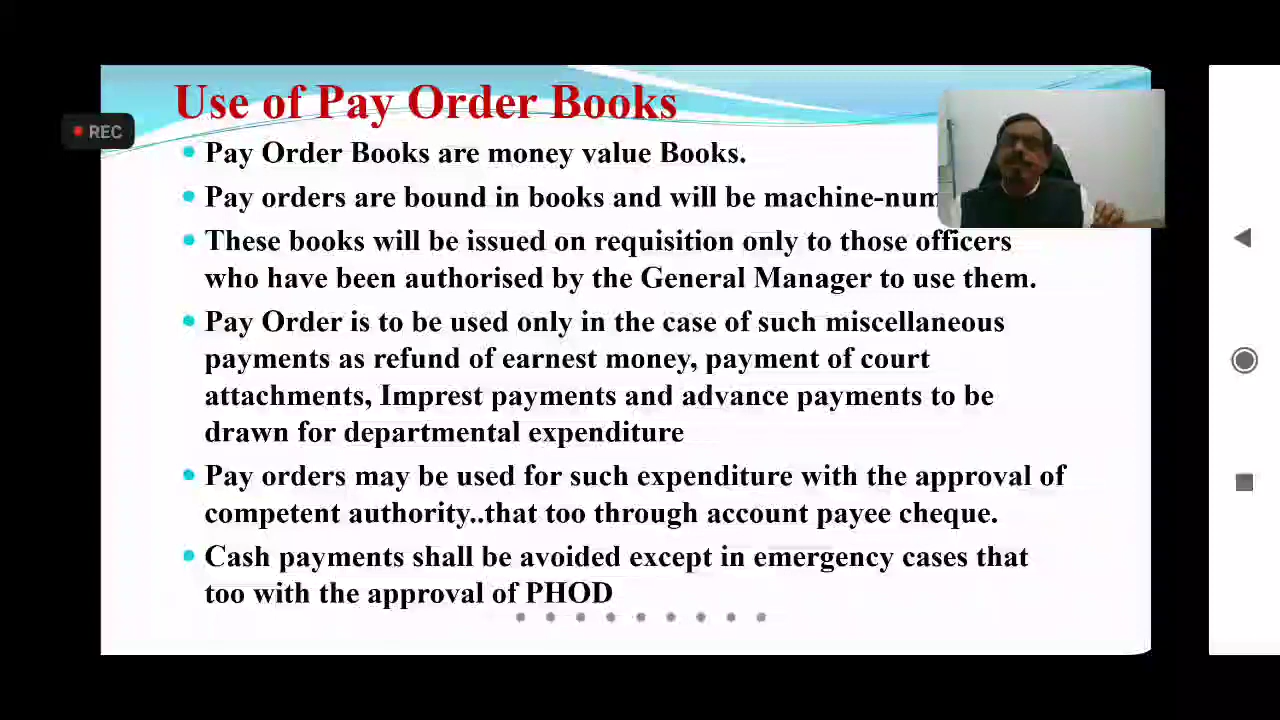 Use of Pay Order Books
REC
Pay Order Books are money value Books.
Pay orders are bound in books and will be
These books will be issued on requisition only to those officers
who have been authorised by the General Manager to use them.
Pay Order is to be used only in the case of such miscellaneous
payments as refund of earnest money, payment of court
attachments, Imprest payments and advance payments to be
drawn for departmental expenditure
Pay orders may be used for such expenditure with the approval of
competent authority..that too through account payee cheque.
Cash payments shall be avoided except in emergency cases that
too with the approval of PHOD